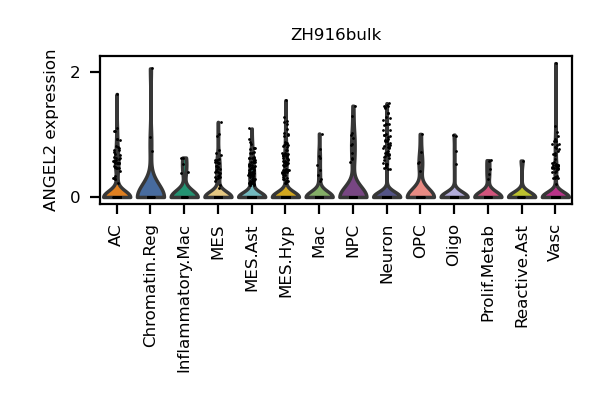 ZH916bulk
ANGEL2 expression
2
0
AC
Chromatin.Reg
Inflammatory.Mac
MES
MES.Ast
MES.Hyp
Mac
NPC
Neuron
OPC
Oligo
Prolif.Metab
Reactive.Ast
Vasc